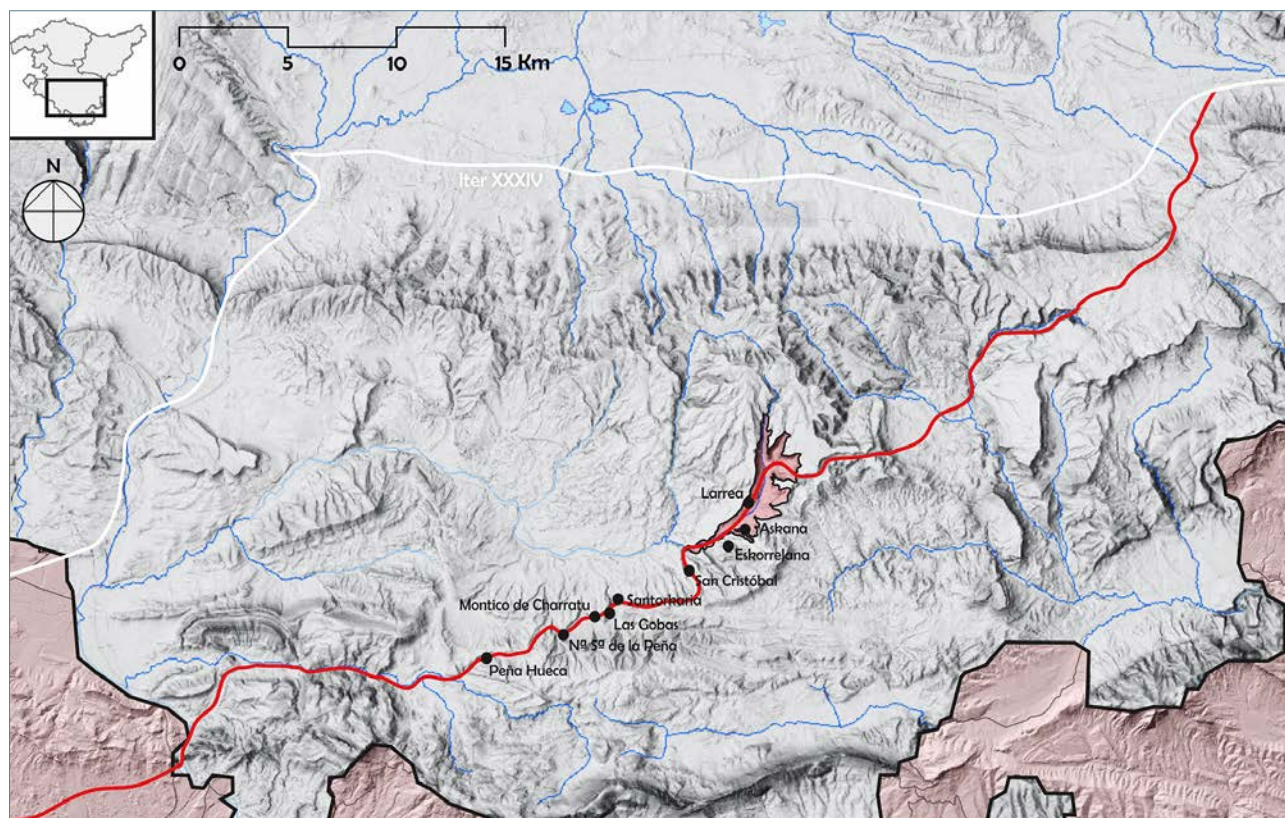 0 5 10 15 Km
N
Iter XXXIV
Larrea
Askana
Eskorrelana
San Cristóbal
Santorkaria
Montico de Charratu
Las Gobas
Nª Sª de la Peña
Peña Hueca